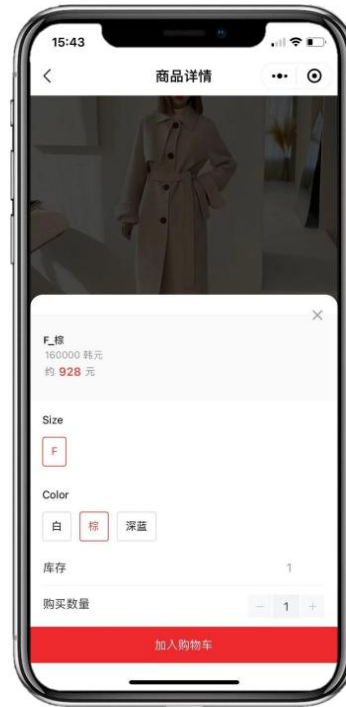 15:43
商品详情
F_棕
160000 韩元
约 928 元
Size
F
Color
白 棕 深蓝
库存 1
购买数量 − 1 +
加入购物车